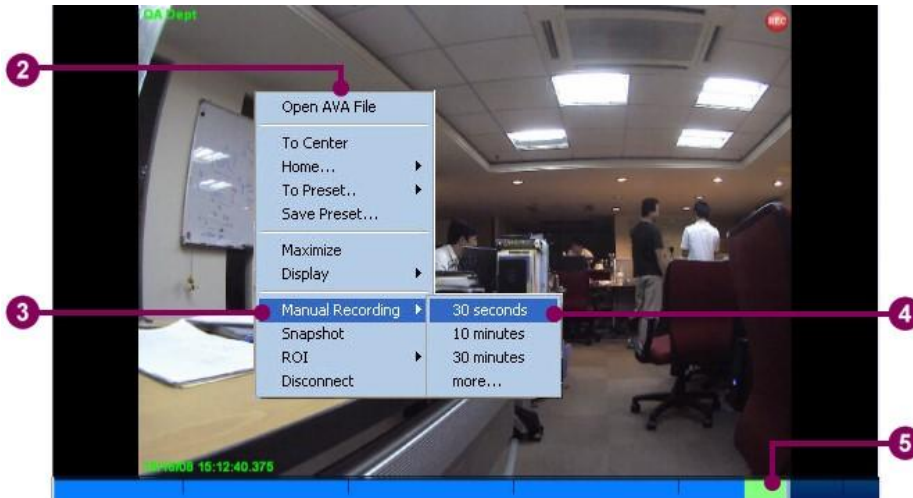 QA Dept
REC
2
Open AVA File
To Center
Home...
To Preset..
Save Preset...
Maximize
Display
3
Manual Recording
30 seconds
4
Snapshot
10 minutes
ROI
30 minutes
Disconnect
more...
5
15:12:40.375